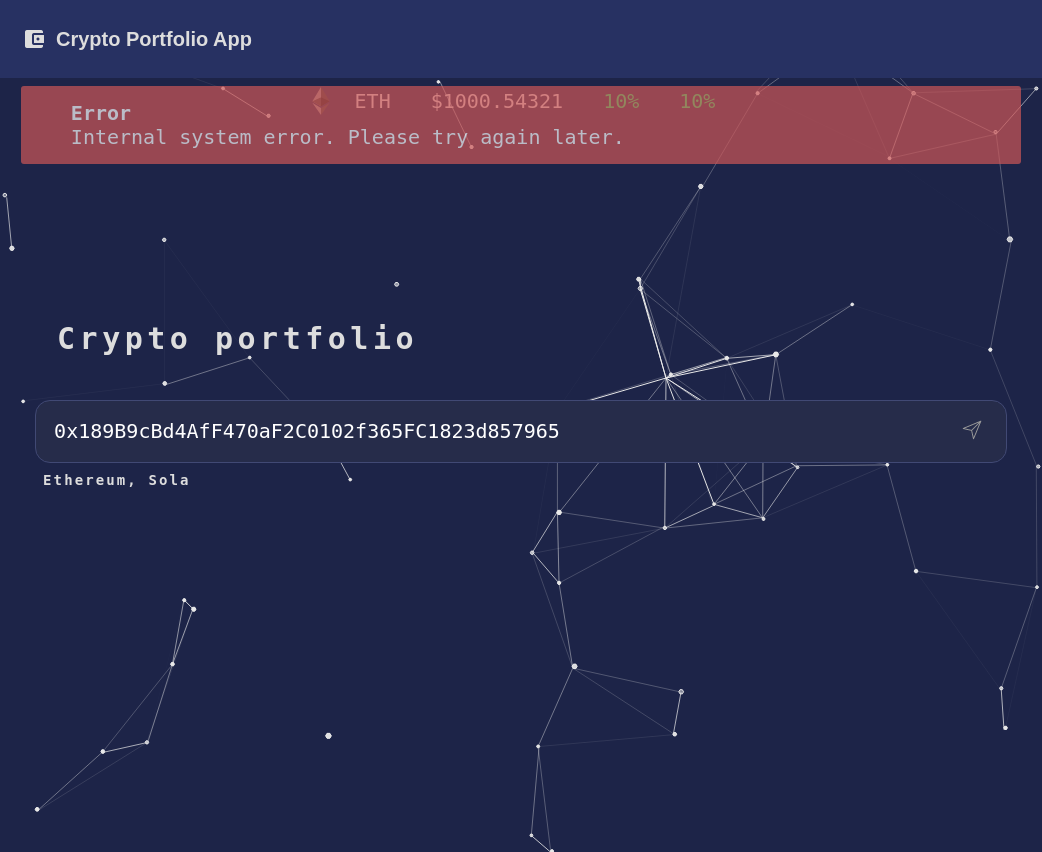 Crypto Portfolio App
ETH $1000.54321 10% 10%
Error
Internal system error. Please try again later.
Crypto portfolio
0x189B9cBd4AfF470aF2C0102f365FC1823d857965
Ethereum, Sola